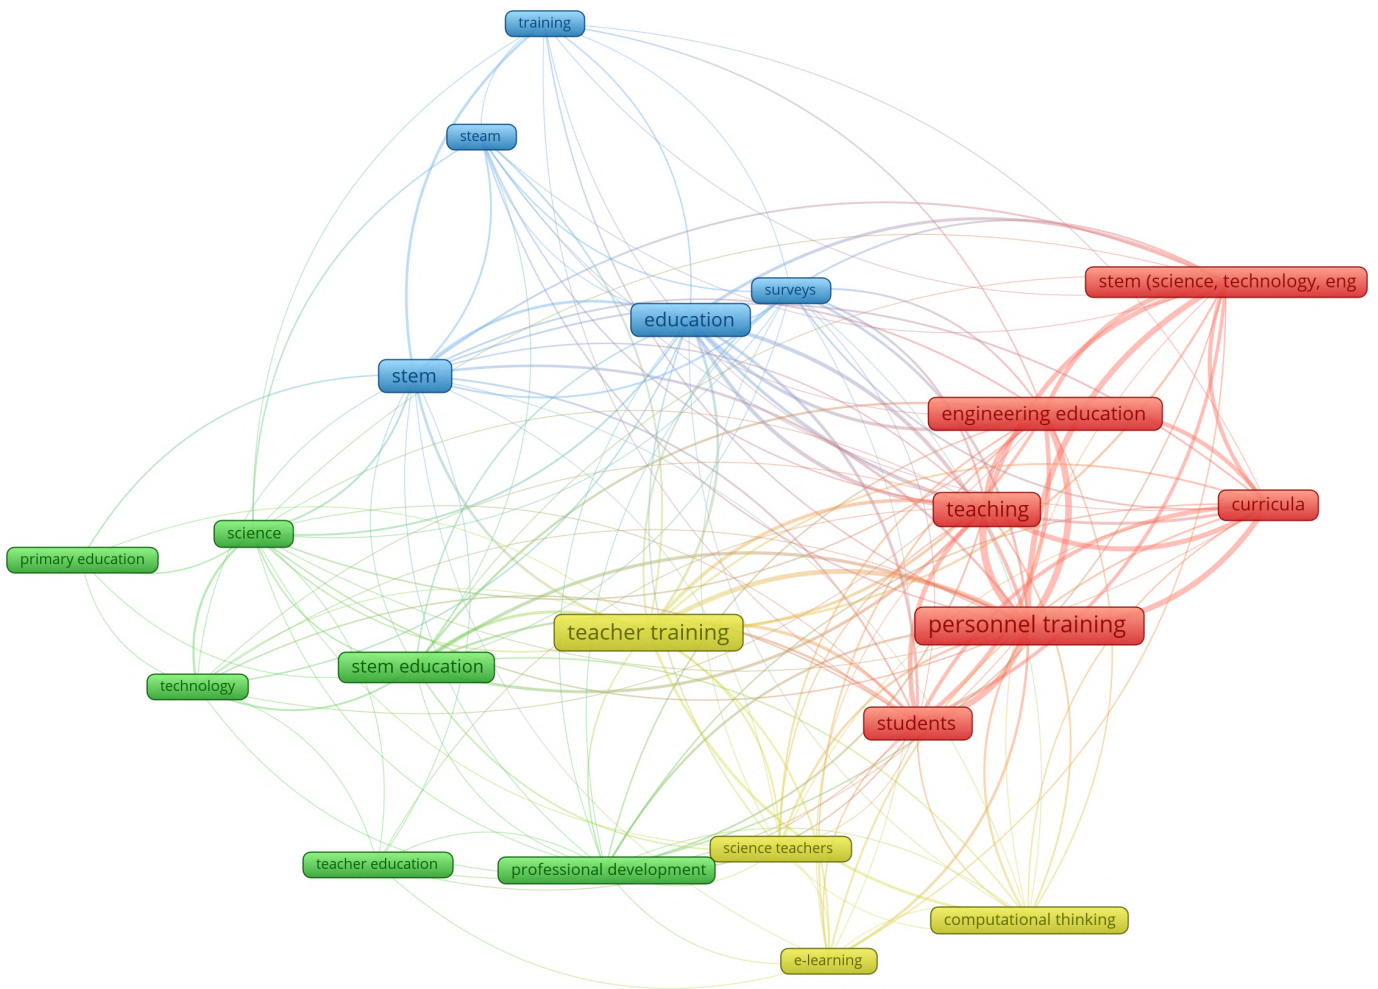 training
steam
stem (science, technology, eng
surveys
education
stem
engineering education
curricula
teaching
science
primary education
personnel training
teacher training
stem education
technology
students
science teachers
teacher education
professional development
computational thinking
e-learning